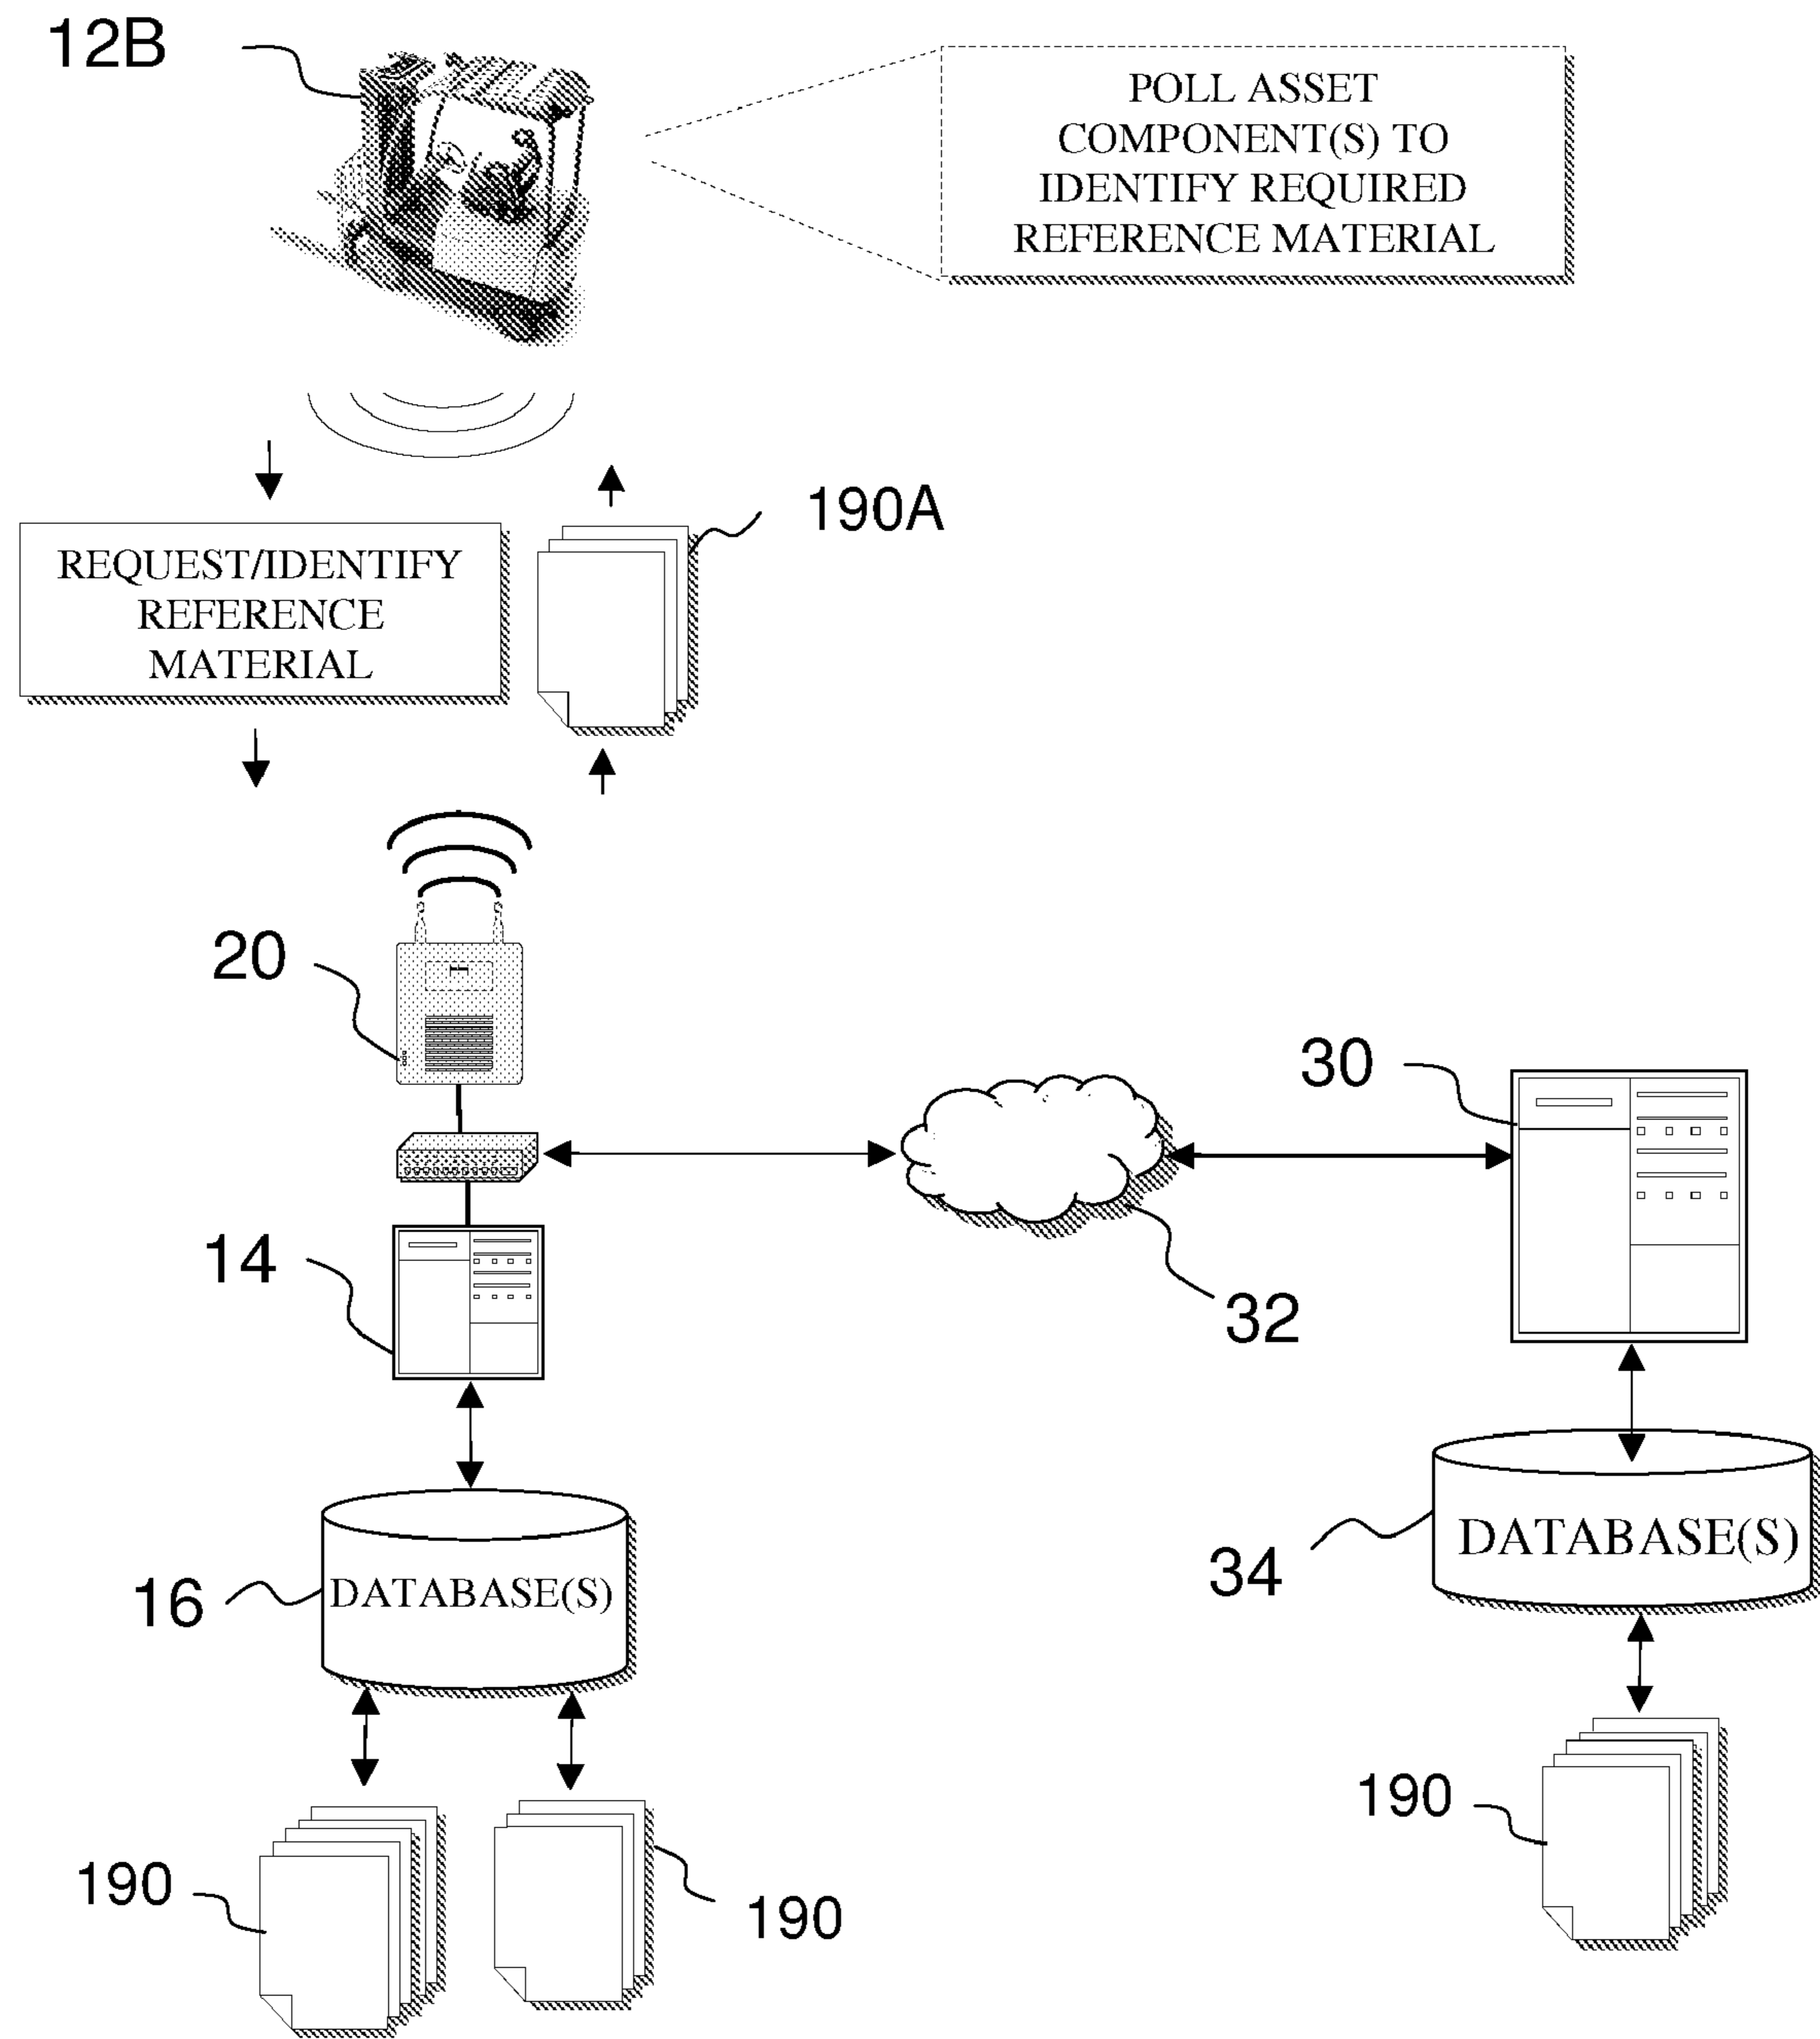 12B
POLL ASSET
COMPONENT(S) TO
IDENTIFY REQUIRED
REFERENCE MATERIAL
190A
REQUEST/IDENTIFY
REFERENCE
MATERIAL
20
30
14
32
16
DATABASE(S)
34
DATABASE(S)
190
190
190